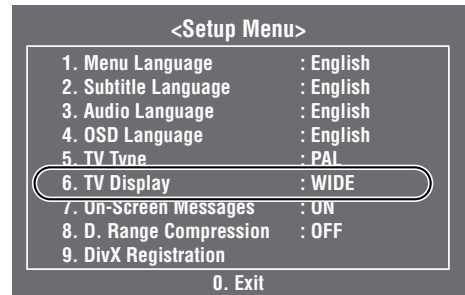 <Setup Menu>
1. Menu Language : English
2. Subtitle Language : English
3. Audio Language : English
4. OSD Language : English
5. TV Type : PAL
6. TV Display : WIDE
7. On-Screen Messages : ON
8. D. Range Compression : OFF
9. DivX Registration
0. Exit